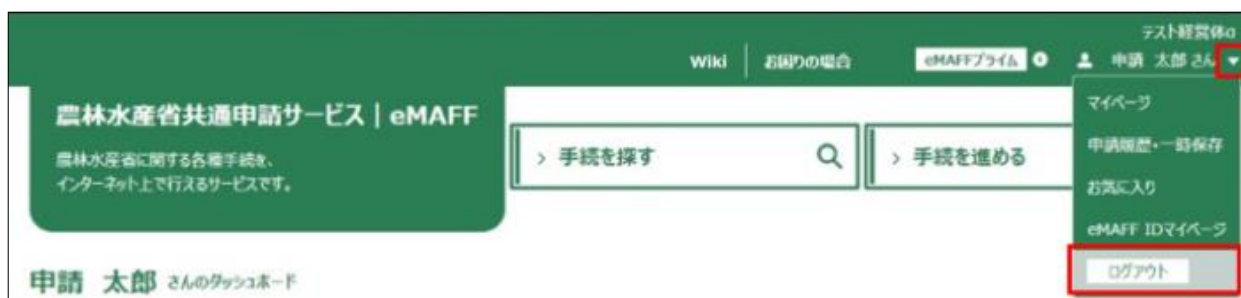 テスト経営体α
Wiki お困りの場合 eMAFFプライム 申請 太郎 さん
農林水産省共通申請サービス | eMAFF
農林水産省に関する各種手続を、
インターネット上で行えるサービスです。
手続を探す
手続を進める
マイページ
申請履歴・一時保存
お気に入り
eMAFF IDマイページ
ログアウト
申請 太郎 さんのダッシュボード